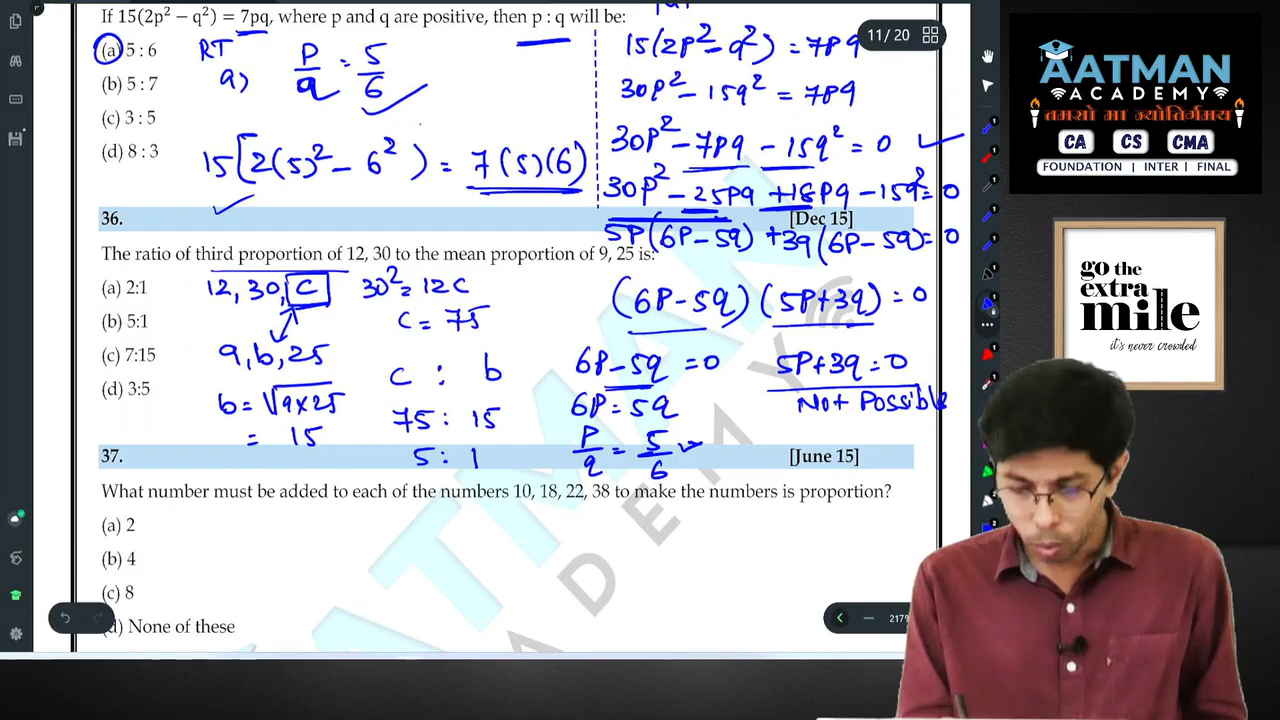 If 15(2p² − q²) = 7pq, where p and q are positive, then p : q will be:
(a) 5 : 6
(b) 5 : 7
(c) 3 : 5
(d) 8 : 3
RT
a)
P/q = 5/6
15[2(5)² − 6²) = 7(5)(6)
15(2P² − q²) = 7Pq
30P² − 15q² = 7Pq
30P² − 7Pq − 15q² = 0
30P² − 25Pq + 18Pq − 15q² = 0
5P(6P − 5q) + 3q(6P − 5q) = 0
(6P − 5q) (5P + 3q) = 0
6P − 5q = 0
5P + 3q = 0
6P = 5q
Not Possible
P/q = 5/6
36. [Dec 15]
The ratio of third proportion of 12, 30 to the mean proportion of 9, 25 is:
(a) 2:1
(b) 5:1
(c) 7:15
(d) 3:5
12, 30, C
30² = 12C
C = 75
9, b, 25
b = √9×25
= 15
C : b
75 : 15
5 : 1
37. [June 15]
What number must be added to each of the numbers 10, 18, 22, 38 to make the numbers is proportion?
(a) 2
(b) 4
(c) 8
(d) None of these
11 / 20
217%
AATMAN
ACADEMY
AATMAN
ACADEMY
तमसो मा ज्योतिर्गमय
CA CS CMA
FOUNDATION | INTER | FINAL
go the
extra
mile
it's never crowded